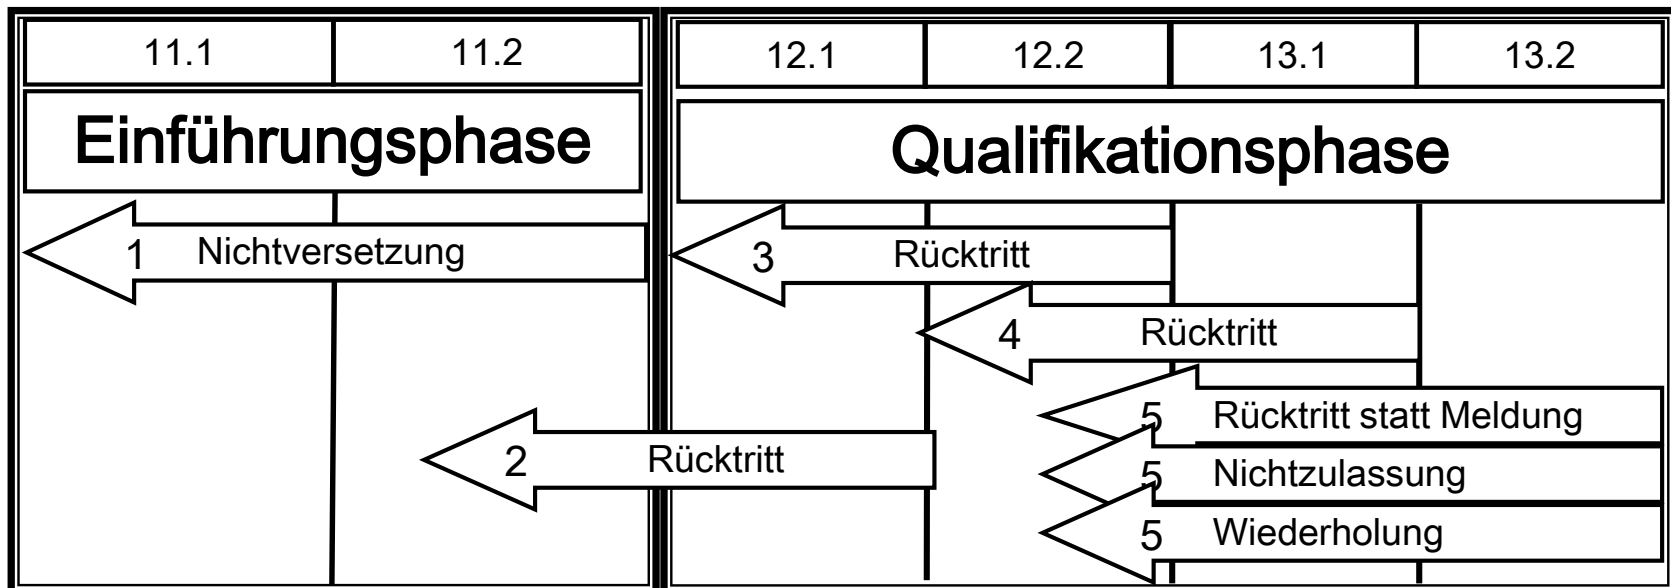 11.1 11.2 12.1 12.2 13.1 13.2
Einführungsphase Qualifikationsphase
1 Nichtversetzung 3 Rücktritt
4 Rücktritt
5 Rücktritt statt Meldung
2 Rücktritt 5 Nichtzulassung
5 Wiederholung